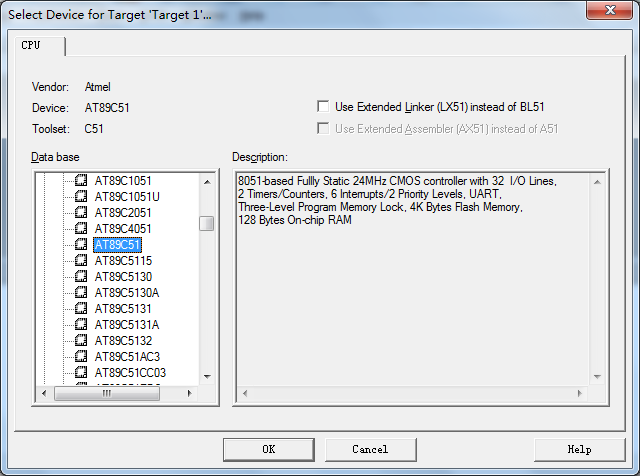 Select Device for Target 'Target 1'...
CPU
Vendor: Atmel
Device: AT89C51
Toolset: C51
Use Extended Linker (LX51) instead of BL51
Use Extended Assembler (AX51) instead of A51
Data base
AT89C1051
AT89C1051U
AT89C2051
AT89C4051
AT89C51
AT89C5115
AT89C5130
AT89C5130A
AT89C5131
AT89C5131A
AT89C5132
AT89C51AC3
AT89C51CC03
Description:
8051-based Fullly Static 24MHz CMOS controller with 32 I/O Lines,
2 Timers/Counters, 6 Interrupts/2 Priority Levels, UART,
Three-Level Program Memory Lock, 4K Bytes Flash Memory,
128 Bytes On-chip RAM
OK
Cancel
Help